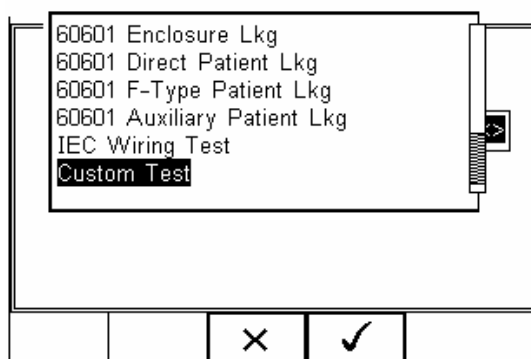 60601 Enclosure Lkg
60601 Direct Patient Lkg
60601 F-Type Patient Lkg
60601 Auxiliary Patient Lkg
IEC Wiring Test
Custom Test